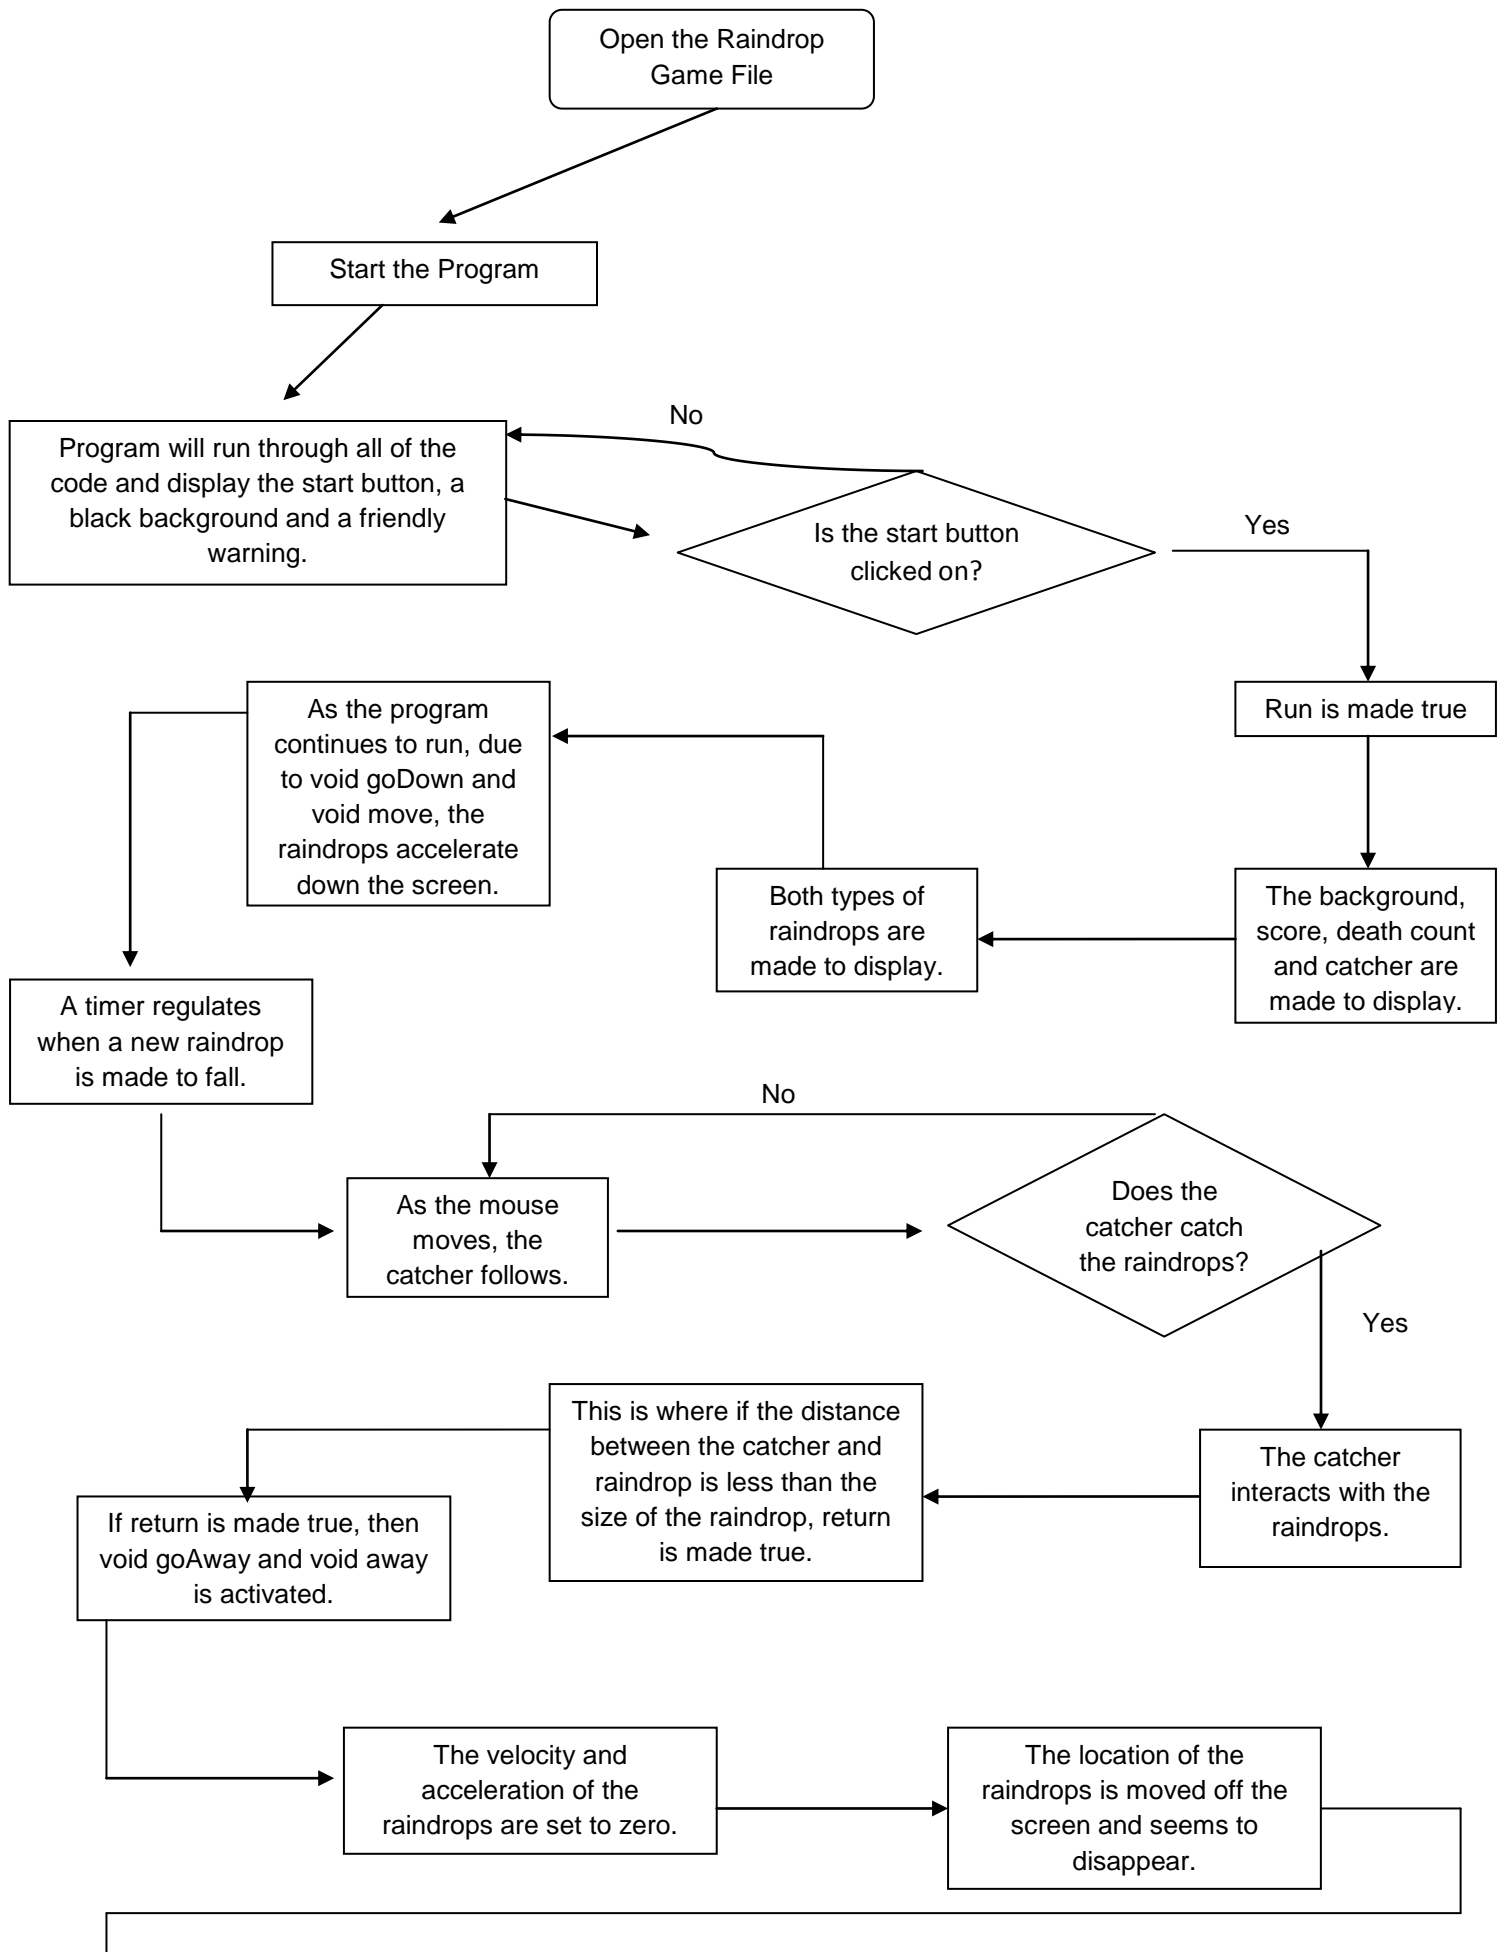 Open the Raindrop
Game File
Start the Program
No
Program will run through all of the
code and display the start button, a
black background and a friendly
warning.
Is the start button
clicked on?
Yes
Run is made true
As the program
continues to run, due
to void goDown and
void move, the
raindrops accelerate
down the screen.
Both types of
raindrops are
made to display.
The background,
score, death count
and catcher are
made to display.
A timer regulates
when a new raindrop
is made to fall.
No
As the mouse
moves, the
catcher follows.
Does the
catcher catch
the raindrops?
Yes
This is where if the distance
between the catcher and
raindrop is less than the
size of the raindrop, return
is made true.
The catcher
interacts with the
raindrops.
If return is made true, then
void goAway and void away
is activated.
The velocity and
acceleration of the
raindrops are set to zero.
The location of the
raindrops is moved off the
screen and seems to
disappear.